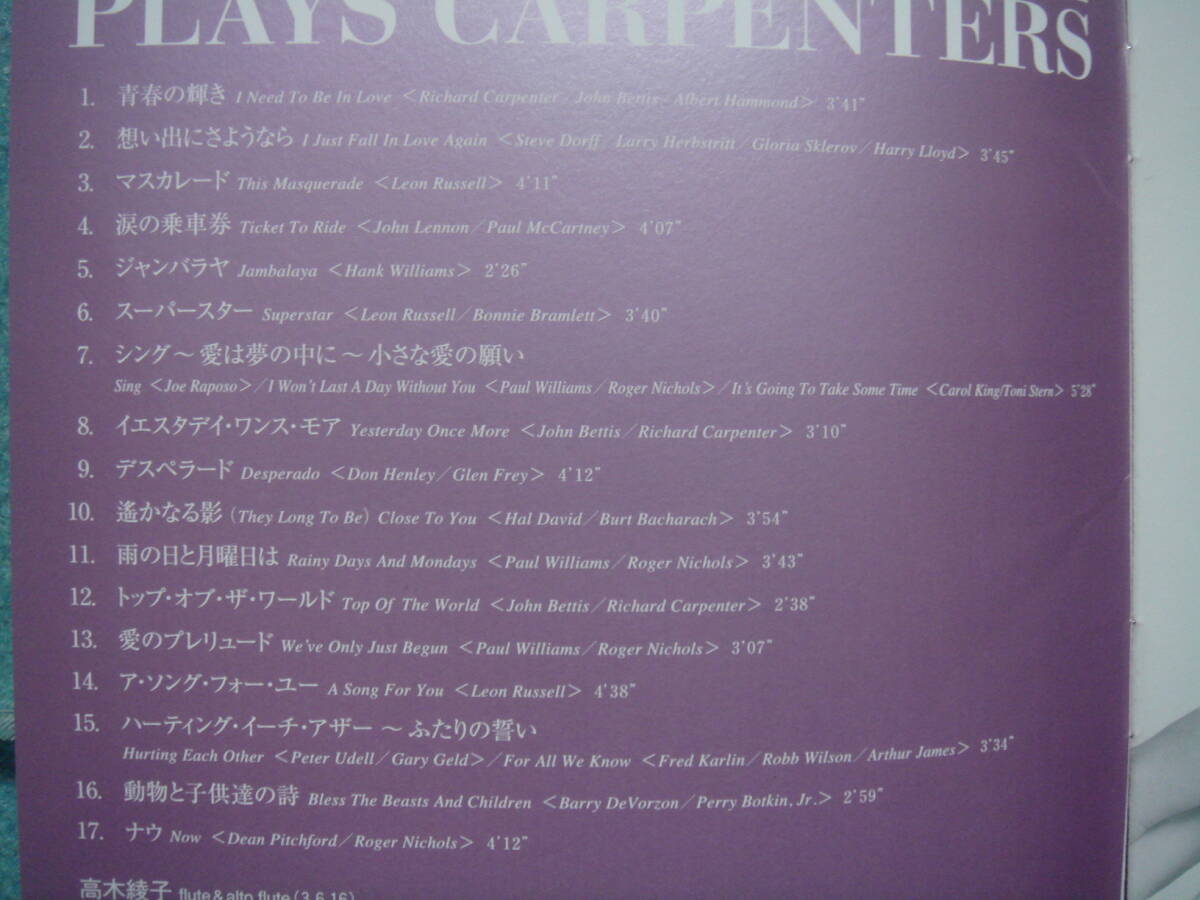 PLAYS CARPENTERS
1. 青春の輝き I Need To Be In Love <Richard Carpenter/John Bettis/Albert Hammond> 3'41"
2. 想い出にさようなら I Just Fall In Love Again <Steve Dorff/Larry Herbstritt/Gloria Sklerov/Harry Lloyd> 3'45"
3. マスカレード This Masquerade <Leon Russell> 4'11"
4. 涙の乗車券 Ticket To Ride <John Lennon/Paul McCartney> 4'07"
5. ジャンバラヤ Jambalaya <Hank Williams> 2'26"
6. スーパースター Superstar <Leon Russell/Bonnie Bramlett> 3'40"
7. シング～愛は夢の中に～小さな愛の願い
Sing <Joe Raposo>/I Won't Last A Day Without You <Paul Williams/Roger Nichols>/It's Going To Take Some Time <Carol King/Toni Stern> 5'28"
8. イエスタデイ・ワンス・モア Yesterday Once More <John Bettis/Richard Carpenter> 3'10"
9. デスペラード Desperado <Don Henley/Glen Frey> 4'12"
10. 遙かなる影 (They Long To Be) Close To You <Hal David/Burt Bacharach> 3'54"
11. 雨の日と月曜日は Rainy Days And Mondays <Paul Williams/Roger Nichols> 3'43"
12. トップ・オブ・ザ・ワールド Top Of The World <John Bettis/Richard Carpenter> 2'38"
13. 愛のプレリュード We've Only Just Begun <Paul Williams/Roger Nichols> 3'07"
14. ア・ソング・フォー・ユー A Song For You <Leon Russell> 4'38"
15. ハーティング・イーチ・アザー～ふたりの誓い
Hurting Each Other <Peter Udell/Gary Geld>/For All We Know <Fred Karlin/Robb Wilson/Arthur James> 3'34"
16. 動物と子供達の詩 Bless The Beasts And Children <Barry DeVorzon/Perry Botkin, Jr.> 2'59"
17. ナウ Now <Dean Pitchford/Roger Nichols> 4'12"
高木綾子 flute & alto flute (3,6,16)